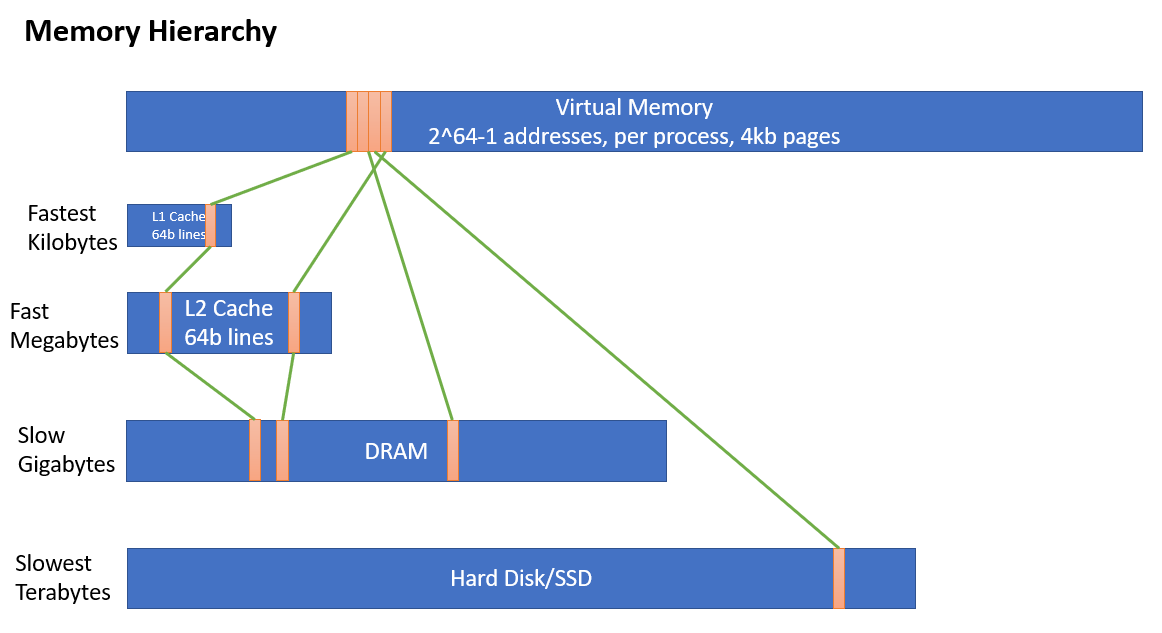 Memory Hierarchy
Virtual Memory
2^64-1 addresses, per process, 4kb pages
Fastest
Kilobytes
L1 Cache
64b lines
Fast
Megabytes
L2 Cache
64b lines
Slow
Gigabytes
DRAM
Slowest
Terabytes
Hard Disk/SSD